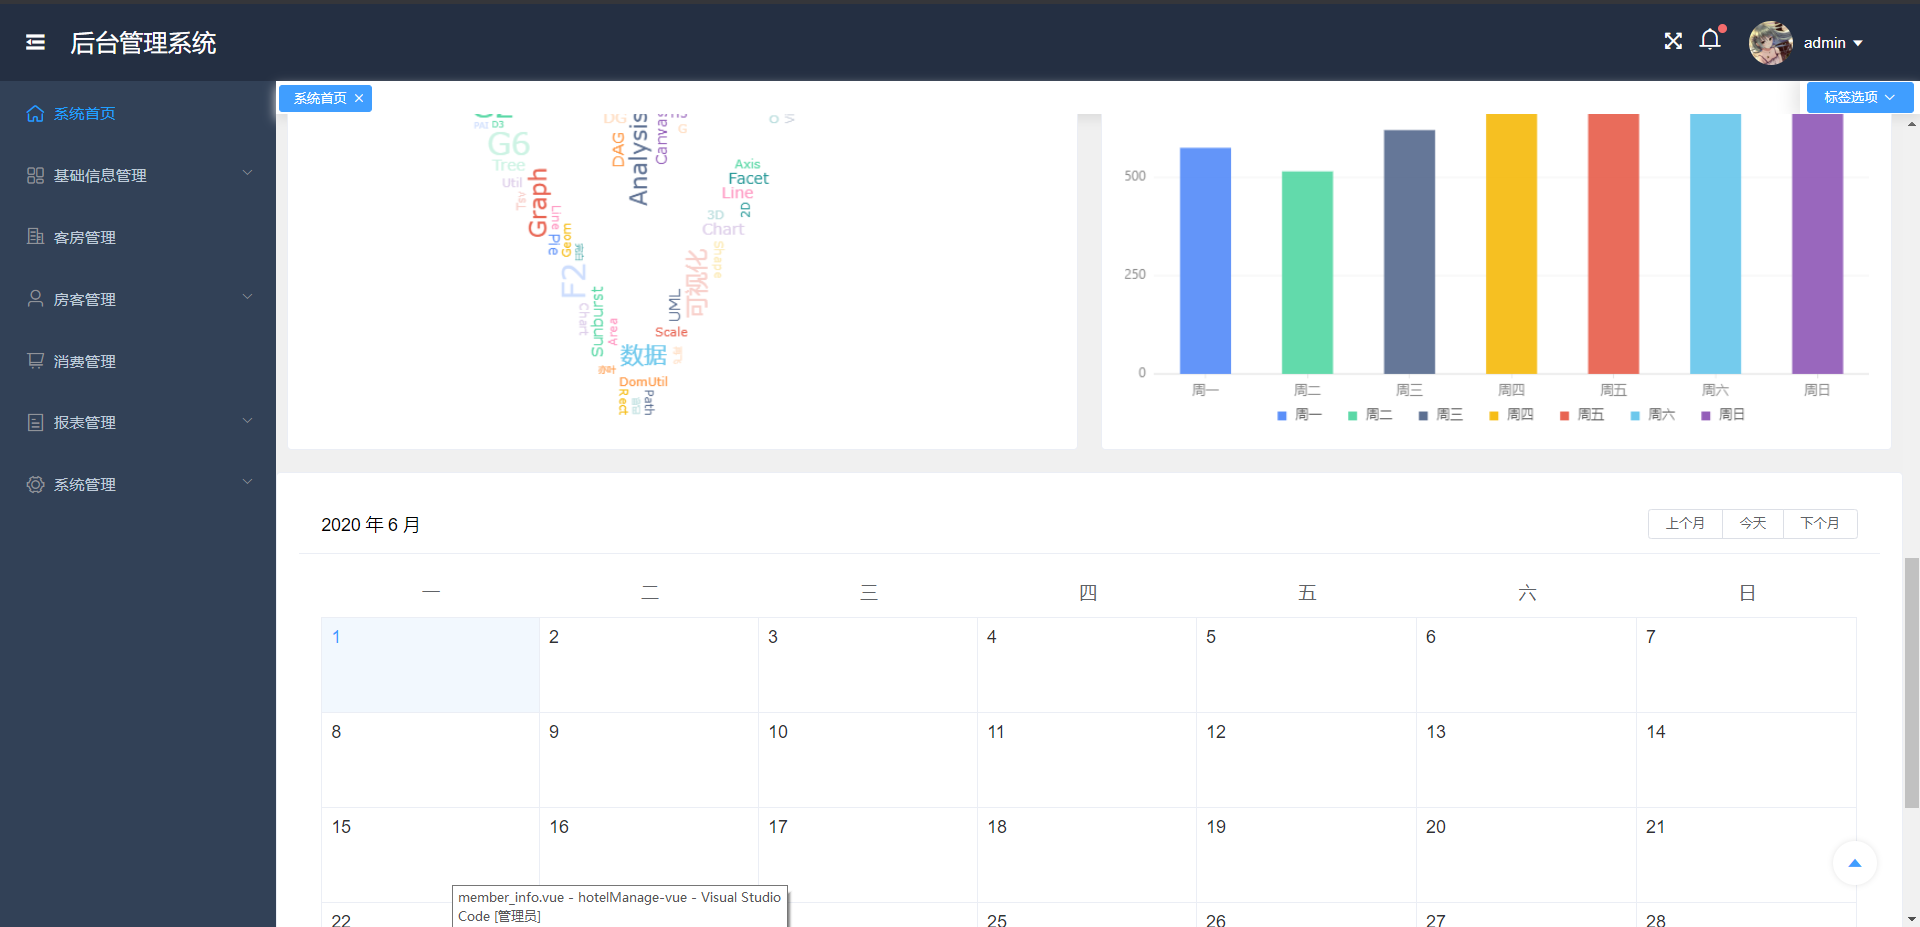 后台管理系统
admin
系统首页
基础信息管理
客房管理
房客管理
消费管理
报表管理
系统管理
系统首页
标签选项
PAI
D3
G6
Tree
Util
Tsv
Graph
Line
Pie
Geom
F2
Chart
Sunburst
Area
DAG
Analysis
Canvas
DG
G
Axis
Facet
Line
2D
3D
Chart
Shape
可视化
UML
Scale
数据
DomUtil
Rect
Path
500
250
0
周一 周二 周三 周四 周五 周六 周日
周一 周二 周三 周四 周五 周六 周日
2020 年 6 月
上个月 今天 下个月
一 二 三 四 五 六 日
1 2 3 4 5 6 7
8 9 10 11 12 13 14
15 16 17 18 19 20 21
22 25 26 27 28
member_info.vue - hotelManage-vue - Visual Studio
Code [管理员]